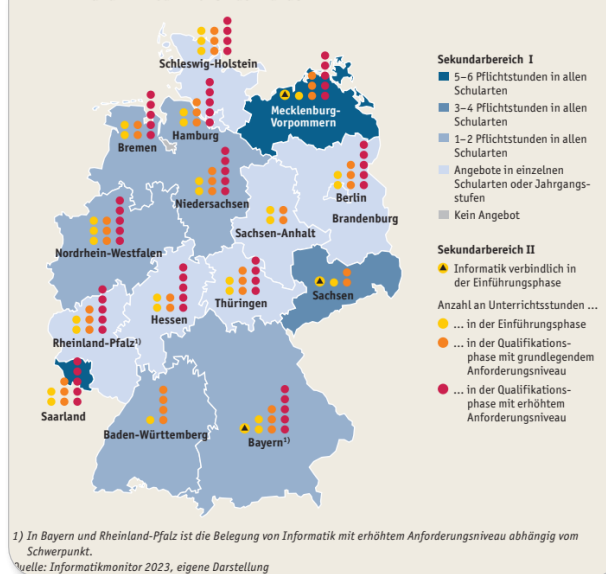 Schleswig-Holstein
Mecklenburg-
Vorpommern
Hamburg
Bremen
Niedersachsen
Berlin
Brandenburg
Sachsen-Anhalt
Nordrhein-Westfalen
Sachsen
Thüringen
Hessen
Rheinland-Pfalz¹⁾
Saarland
Baden-Württemberg
Bayern¹⁾
Sekundarbereich I
5–6 Pflichtstunden in allen
Schularten
3–4 Pflichtstunden in allen
Schularten
1–2 Pflichtstunden in allen
Schularten
Angebote in einzelnen
Schularten oder Jahrgangs-
stufen
Kein Angebot
Sekundarbereich II
Informatik verbindlich in
der Einführungsphase
Anzahl an Unterrichtsstunden ...
... in der Einführungsphase
... in der Qualifikations-
phase mit grundlegendem
Anforderungsniveau
... in der Qualifikations-
phase mit erhöhtem
Anforderungsniveau
1) In Bayern und Rheinland-Pfalz ist die Belegung von Informatik mit erhöhtem Anforderungsniveau abhängig vom
Schwerpunkt.
Quelle: Informatikmonitor 2023, eigene Darstellung